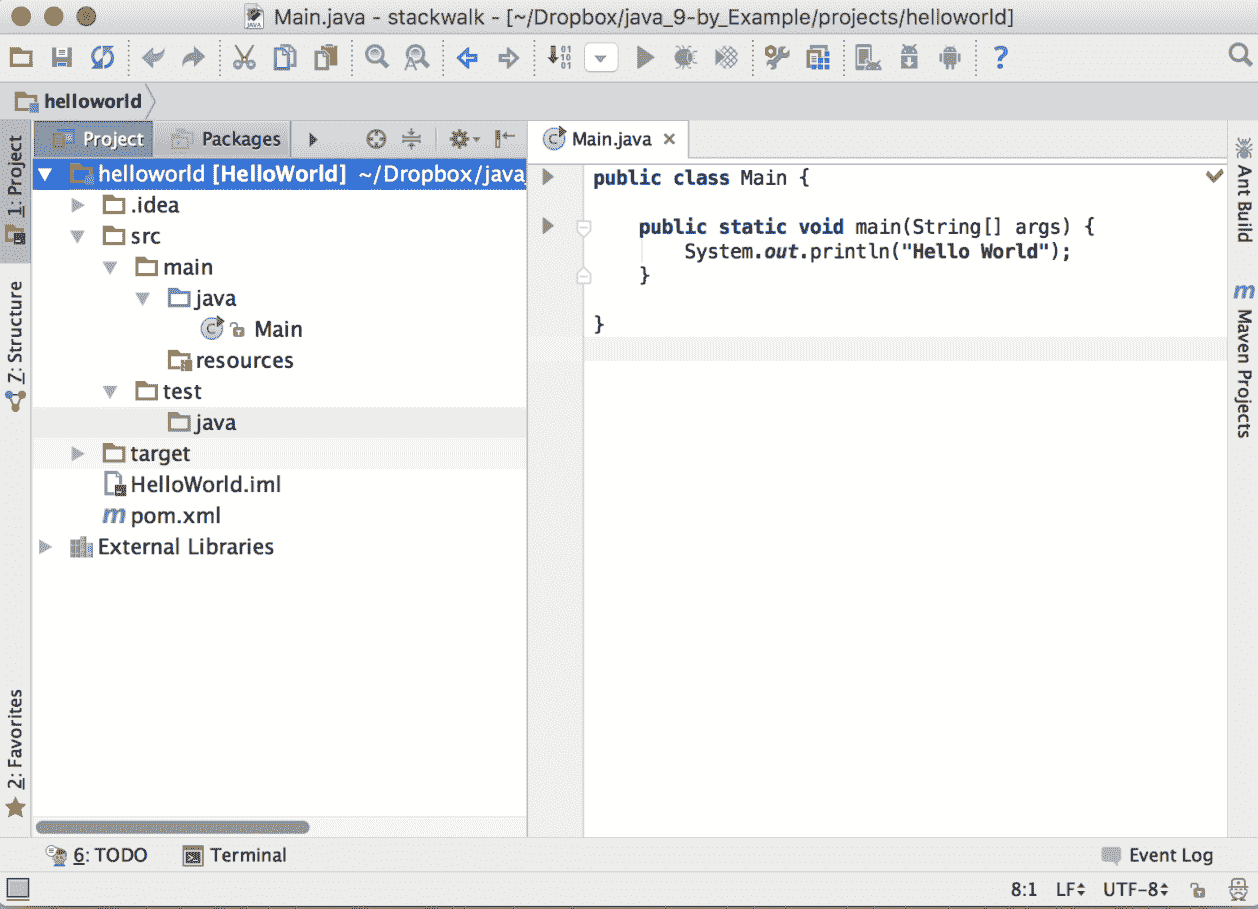 Main.java - stackwalk - [~/Dropbox/java_9-by_Example/projects/helloworld]
helloworld
Project
Packages
Main.java
1: Project
Z: Structure
2: Favorites
helloworld [HelloWorld] ~/Dropbox/java
.idea
src
main
java
Main
resources
test
java
target
HelloWorld.iml
pom.xml
External Libraries
public class Main {
public static void main(String[] args) {
System.out.println("Hello World");
}
}
Ant Build
Maven Projects
6: TODO
Terminal
Event Log
8:1 LF UTF-8